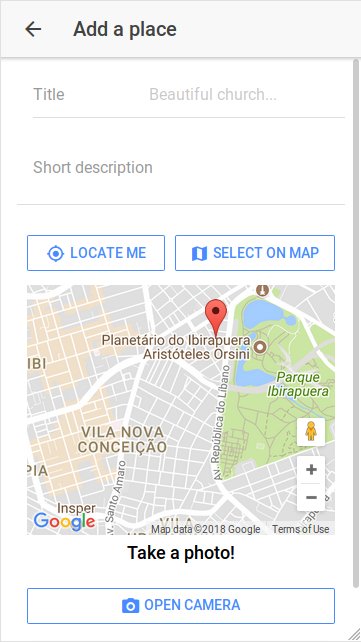 Add a place
Title
Beautiful church...
Short description
LOCATE ME
SELECT ON MAP
Planetário do Ibirapuera
Aristóteles Orsini
IBI
Parque
Ibirapuera
Av. República do Líbano
VILA NOVA
CONCEIÇÃO
PIA
Av. Santo Amaro
Insper
VILA
Google
Map data ©2018 Google
Terms of Use
Take a photo!
OPEN CAMERA